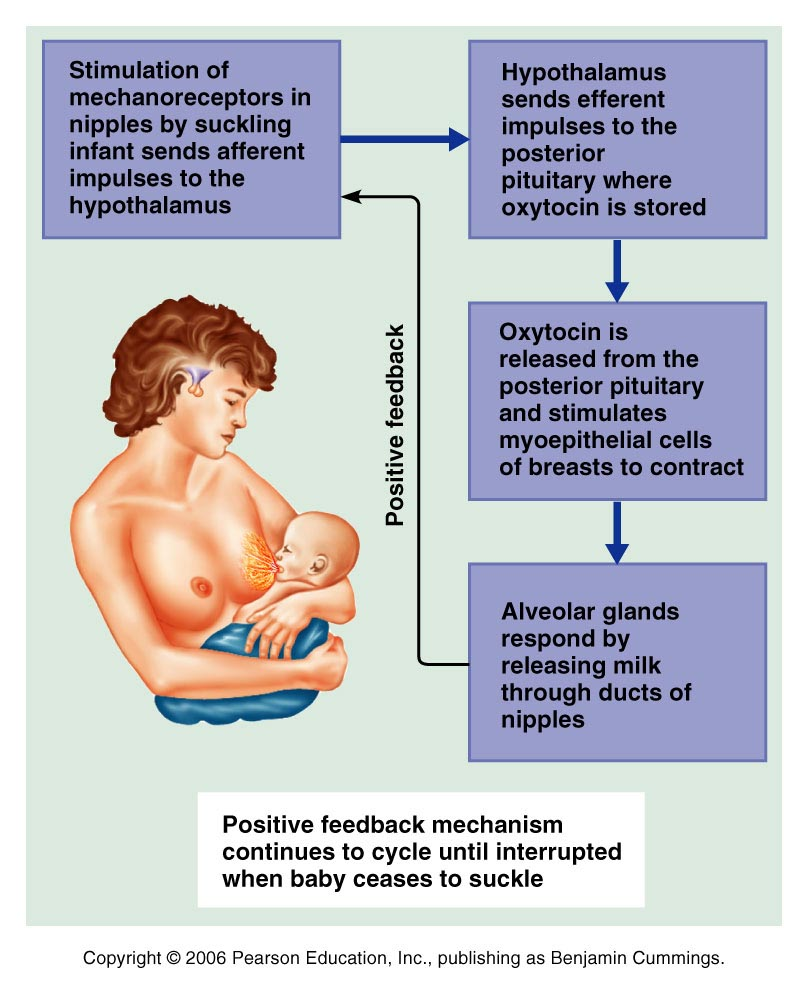 Stimulation of
mechanoreceptors in
nipples by suckling
infant sends afferent
impulses to the
hypothalamus
Hypothalamus
sends efferent
impulses to the
posterior
pituitary where
oxytocin is stored
Oxytocin is
released from the
posterior pituitary
and stimulates
myoepithelial cells
of breasts to contract
Alveolar glands
respond by
releasing milk
through ducts of
nipples
Positive feedback
Positive feedback mechanism
continues to cycle until interrupted
when baby ceases to suckle
Copyright © 2006 Pearson Education, Inc., publishing as Benjamin Cummings.